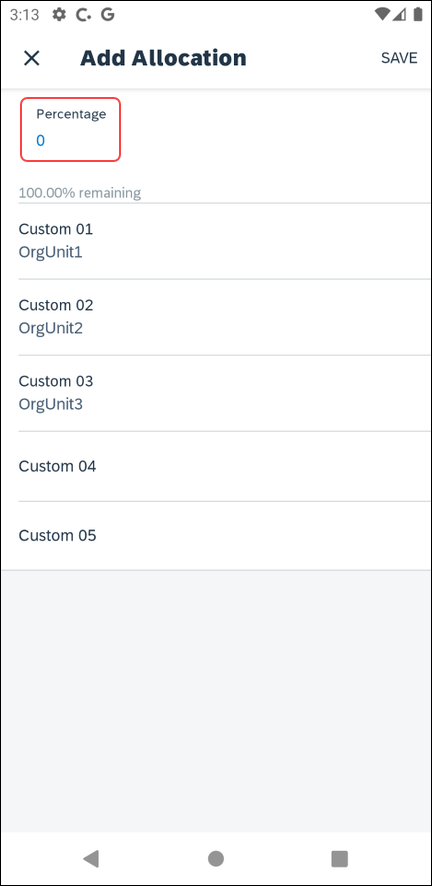 3:13
Add Allocation
SAVE
Percentage
0
100.00% remaining
Custom 01
OrgUnit1
Custom 02
OrgUnit2
Custom 03
OrgUnit3
Custom 04
Custom 05